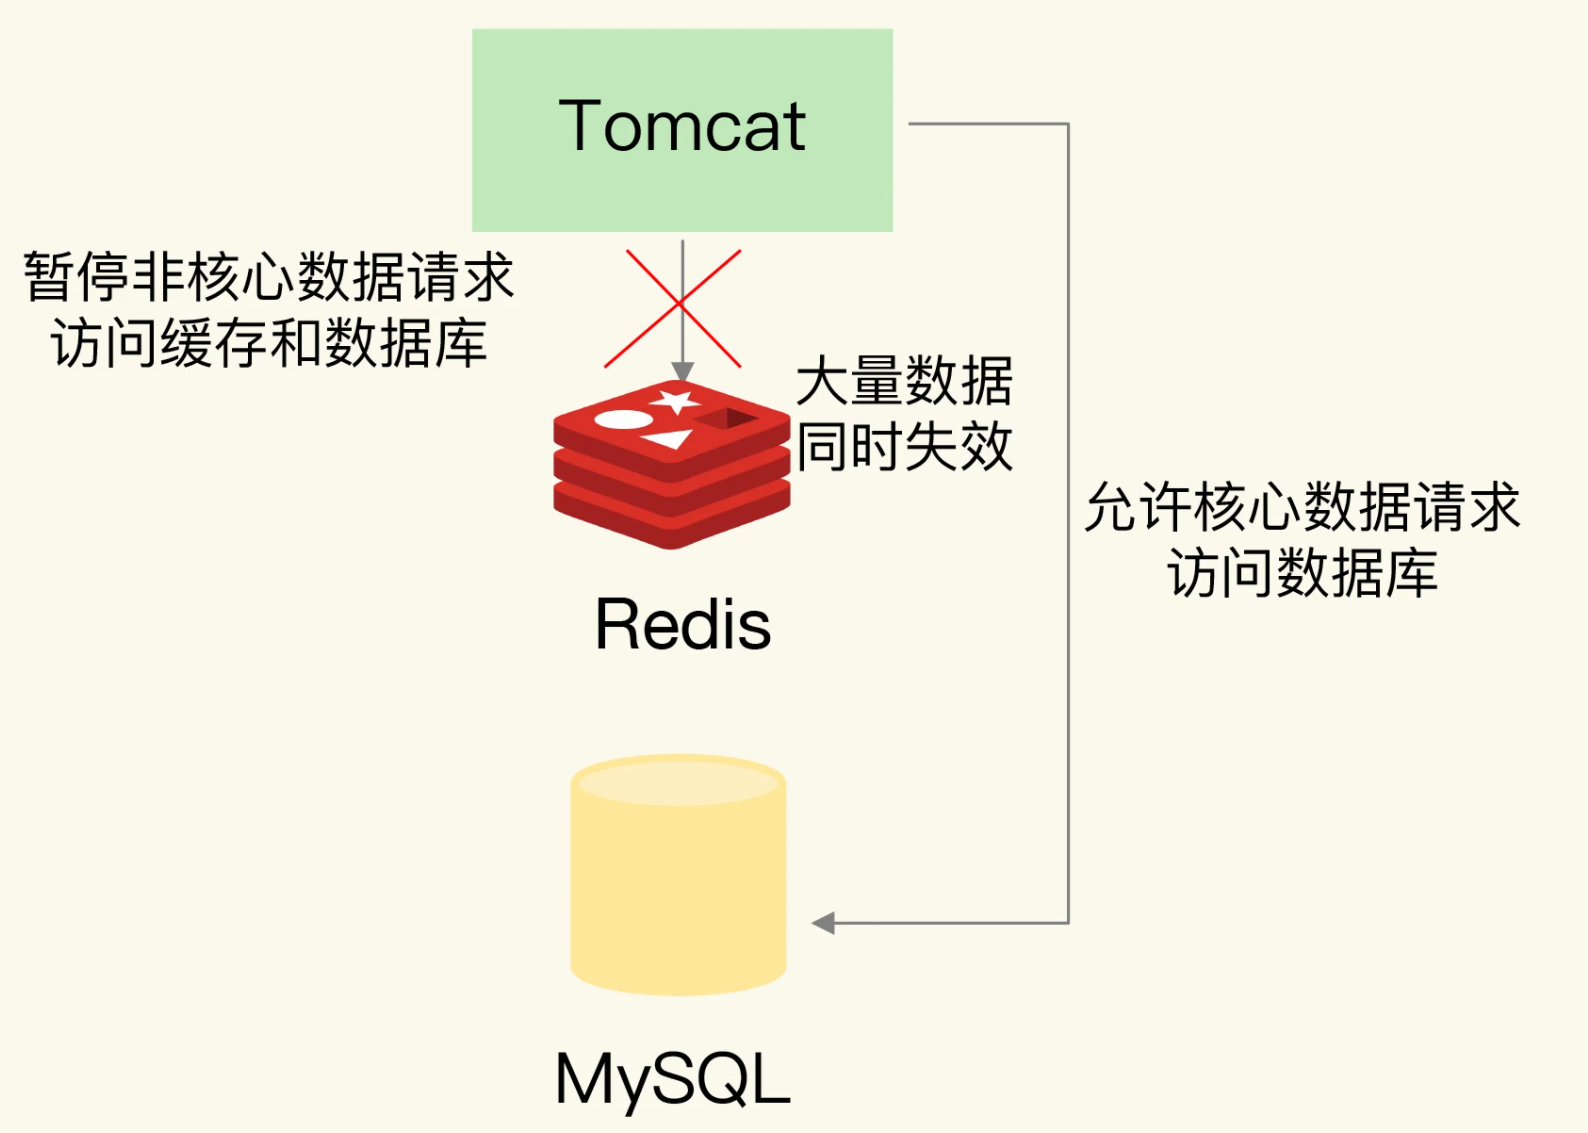 Tomcat
暂停非核心数据请求
访问缓存和数据库
大量数据
同时失效
允许核心数据请求
访问数据库
Redis
MySQL